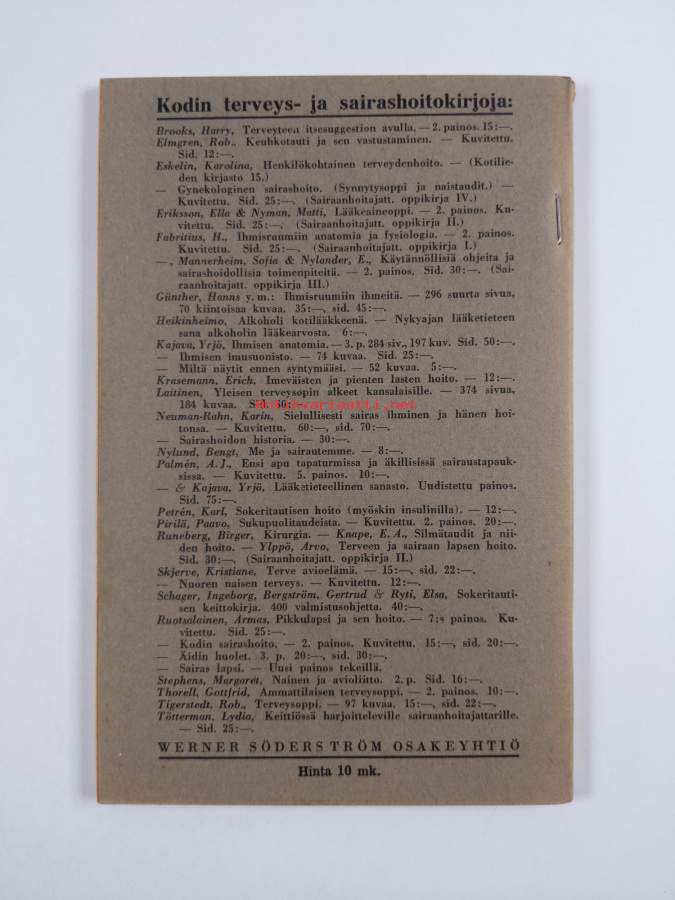 Kodin terveys- ja sairashoitokirjoja:
Brooks, Harry, Terveyteen itsesuggestion avulla. — 2. painos. 15:—.
Elmgren, Rob., Keuhkotauti ja sen vastustaminen. — Kuvitettu.
Sid. 12:—.
Eskelin, Karolina, Henkilökohtainen terveydenhoito. — (Kotilie-
den kirjasto 15.)
— Gynekologinen sairashoito. (Synnytysoppi ja naistaudit.) —
Kuvitettu. Sid. 25:—. (Sairaanhoitajatt. oppikirja IV.)
Eriksson, Ella & Nyman, Matti, Lääkeaineoppi. — 2. painos. Ku-
vitettu. Sid. 25:—. (Sairaanhoitajatt. oppikirja II.)
Fabritius, H., Ihmisraumiin anatomia ja fysiologia. — 2. painos.
Kuvitettu. Sid. 25:—. (Sairaanhoitajatt. oppikirja I.)
—, Mannerheim, Sofia & Nylander, E., Käytännöllisiä ohjeita ja
sairashoidollisia toimenpiteitä. — 2. painos. Sid. 30:—. (Sai-
raanhoitajatt. oppikirja III.)
Günther, Hanns y. m.: Ihmisruumiin ihmeitä. — 296 suurta sivua,
70 kiintoisaa kuvaa. 35:—, sid. 45:—.
Heikinheimo, Alkoholi kotilääkkeenä. — Nykyajan lääketieteen
sana alkoholin lääkearvosta. 6:—.
Kajava, Yrjö, Ihmisen anatomia. — 3. p. 284 siv., 197 kuv. Sid. 50:—.
— Ihmisen imusuonisto. — 74 kuvaa. Sid. 25:—.
— Miltä näytit ennen syntymääsi. — 52 kuvaa. 5:—.
Krasemann, Erich, Imeväisten ja pienten lasten hoito. — 12:—.
Laitinen, Yleisen terveysopin alkeet kansalaisille. — 374 sivua,
184 kuvaa. Sid. 30:—.
Antikvariaatti.net
Neuman-Rahn, Karin, Sielullisesti sairas ihminen ja hänen hoi-
tonsa. — Kuvitettu. 60:—, sid. 70:—.
— Sairashoidon historia. — 30:—.
Nylund, Bengt, Me ja sairautemme. — 8:—.
Palmén, A. J., Ensi apu tapaturmissa ja äkillisissä sairaustapauk-
sissa. — Kuvitettu. 5. painos. 10:—.
— & Kajava, Yrjö, Lääketieteellinen sanasto. Uudistettu painos.
Sid. 75:—.
Petrén, Karl, Sokeritautisen hoito (myöskin insulinilla). — 12:—.
Pirilä, Paavo, Sukupuolitaudeista. — Kuvitettu. 2. painos. 20:—.
Runeberg, Birger, Kirurgia. — Knape, E. A., Silmätaudit ja nii-
den hoito. — Ylppö, Arvo, Terveen ja sairaan lapsen hoito.
Sid. 30:—. (Sairaanhoitajatt. oppikirja II.)
Skjerve, Kristiane, Terve avioelämä. — 15:—, sid. 22:—.
— Nuoren naisen terveys. — Kuvitettu. 12:—.
Schager, Ingeborg, Bergström, Gertrud & Ryti, Elsa, Sokeritauti-
sen keittokirja. 400 valmistusohjetta. 40:—.
Ruotsalainen, Armas, Pikkulapsi ja sen hoito. — 7:s painos. Ku-
vitettu. Sid. 25:—.
— Kodin sairashoito. — 2. painos. Kuvitettu. 15:—, sid. 20:—.
— Äidin huolet. 3. p. 20:—, sid. 30:—.
— Sairas lapsi. — Uusi painos tekeillä.
Stephens, Margaret, Nainen ja avioliitto. 2. p. Sid. 16:—.
Thorell, Gottfrid, Ammattilaisen terveysoppi. — 2. painos. 10:—.
Tigerstedt, Rob., Terveysoppi. — 97 kuvaa. 15:—, sid. 22:—.
Tötterman, Lydia, Keittiössä harjoitteleville sairaanhoitajattarille.
— Sid. 25:—.
WERNER SÖDERSTRÖM OSAKEYHTIÖ
Hinta 10 mk.